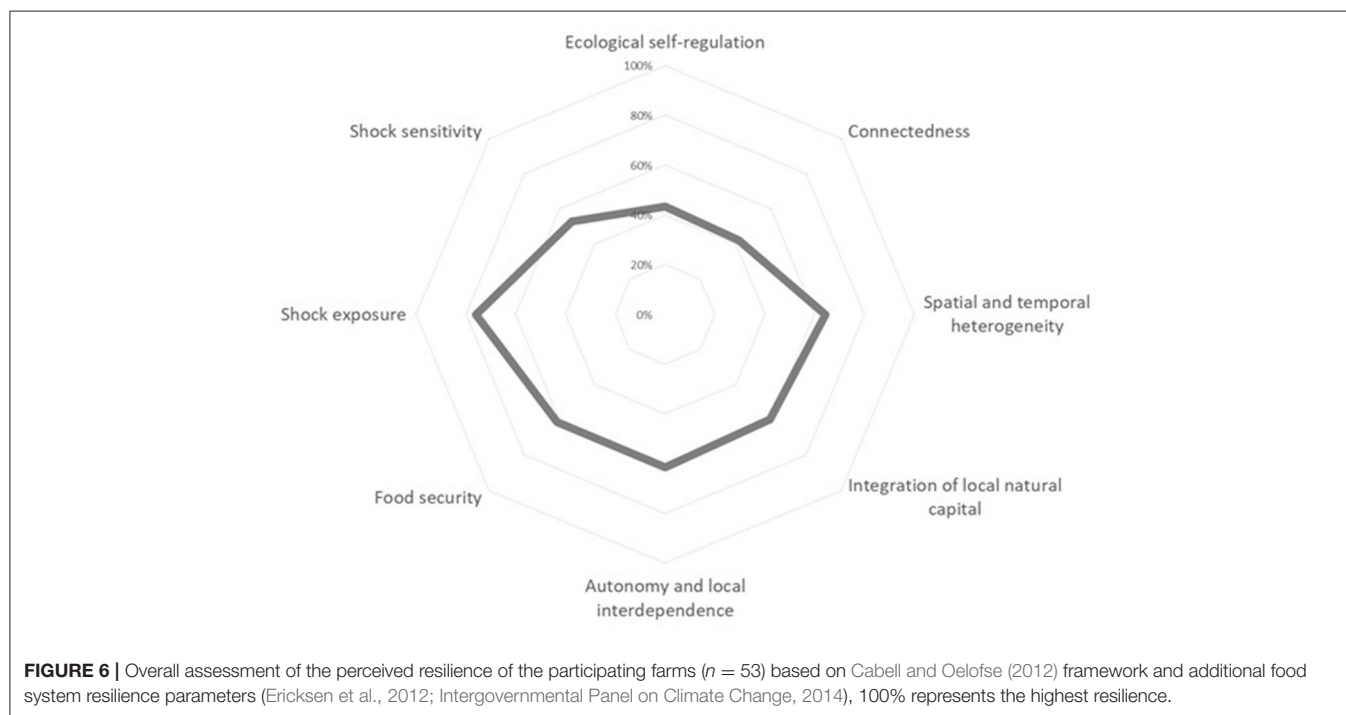 Ecological self-regulation
100%
Shock sensitivity
Connectedness
80%
60%
40%
20%
Shock exposure
0%
Spatial and temporal
heterogeneity
Food security
Integration of local natural
capital
Autonomy and local
interdependence
FIGURE 6 | Overall assessment of the perceived resilience of the participating farms (n = 53) based on Cabell and Oelofse (2012) framework and additional food
system resilience parameters (Ericksen et al., 2012; Intergovernmental Panel on Climate Change, 2014), 100% represents the highest resilience.